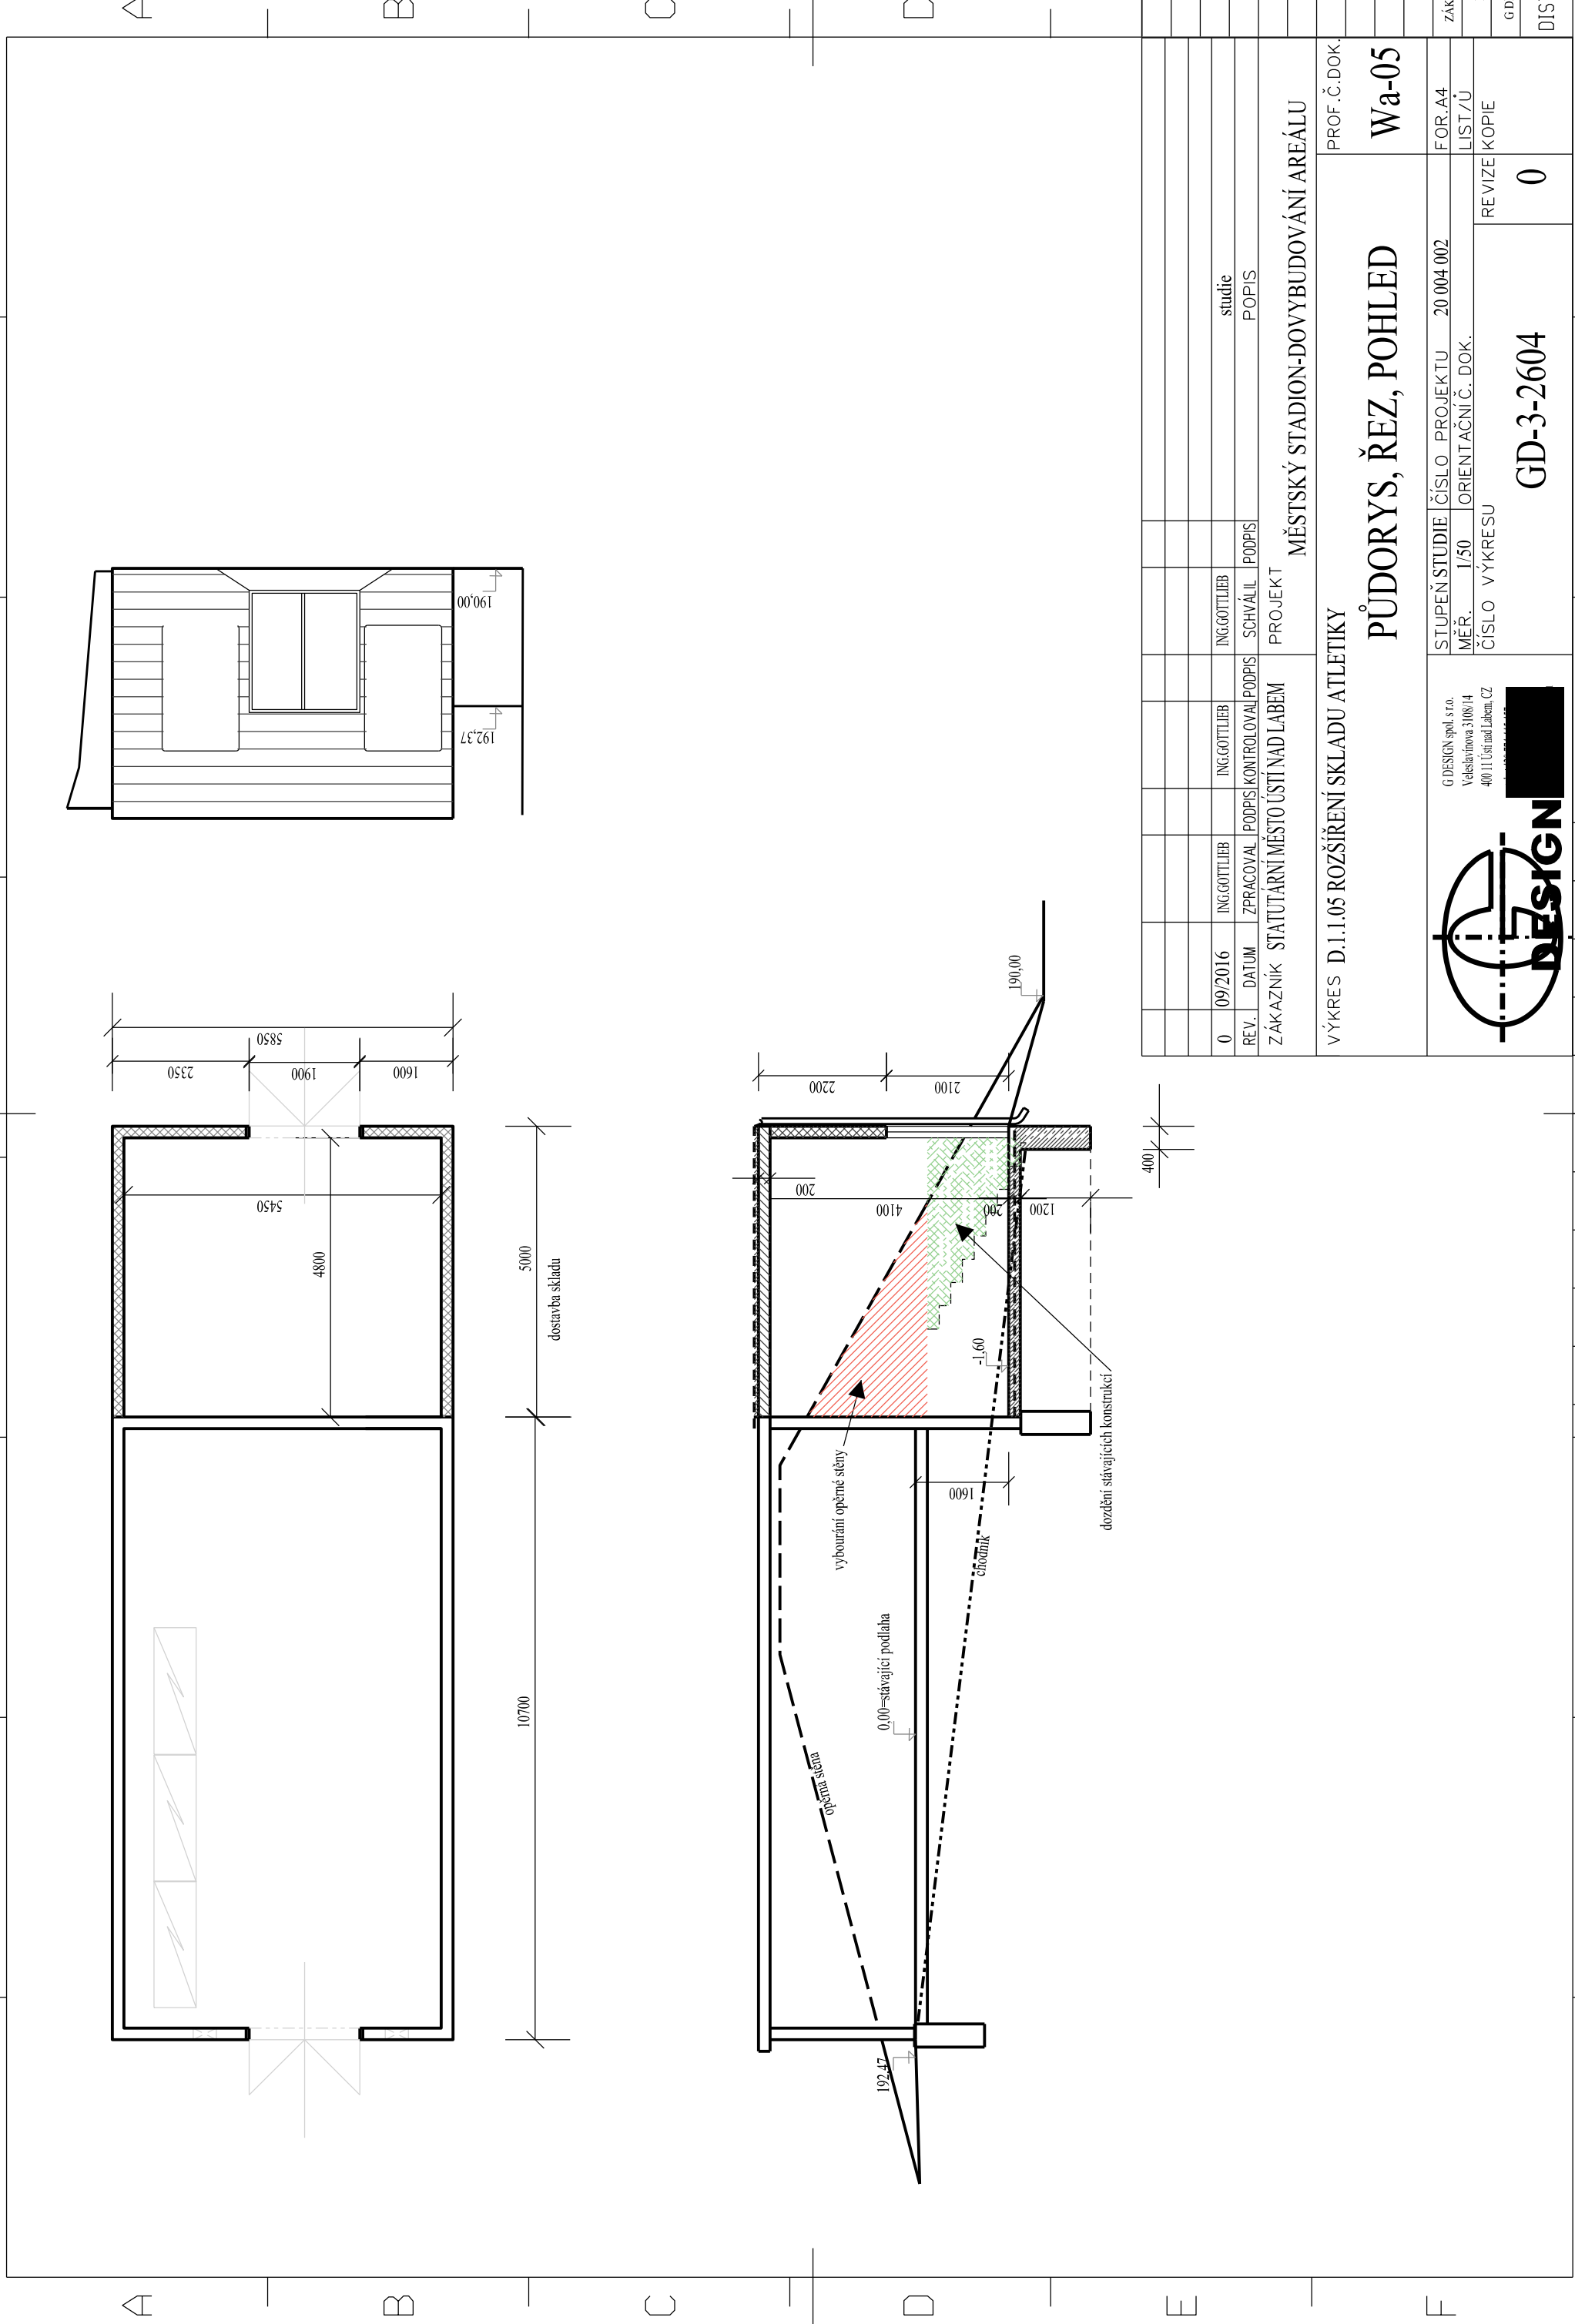 A
B
C
D
E
F
A
B
C
D
10700
5000
dostavba skladu
4800
5450
2350
1900
1600
5850
192,37
190,00
192,47
opěrna stěna
0,00=stávající podlaha
chodník
1600
vybourání opěrné stěny
dozdění stávajících konstrukcí
-1,60
200
4100
200
1200
400
2200
2100
190,00
0
09/2016
ING.GOTTLIEB
ING.GOTTLIEB
ING.GOTTLIEB
studie
REV.
DATUM
ZPRACOVAL
PODPIS
KONTROLOVAL
PODPIS
SCHVÁLIL
PODPIS
POPIS
ZÁKAZNÍK
STATUTÁRNÍ MĚSTO ÚSTÍ NAD LABEM
PROJEKT
MĚSTSKÝ STADION-DOVYBUDOVÁNÍ AREÁLU
VÝKRES
D.1.1.05 ROZŠÍŘENÍ SKLADU ATLETIKY
PŮDORYS, ŘEZ, POHLED
PROF.Č.DOK.
Wa-05
DESIGN
G DESIGN spol. s r.o.
Veleslavínova 3108/14
400 11 Ústí nad Labem, CZ
STUPEŇ STUDIE
ČÍSLO PROJEKTU
20 004 002
FOR.A4
MĚR.
1/50
ORIENTAČNÍ Č. DOK.
LIST/Ů
ČÍSLO VÝKRESU
GD-3-2604
REVIZE
0
KOPIE
ZÁK
G D
DIS